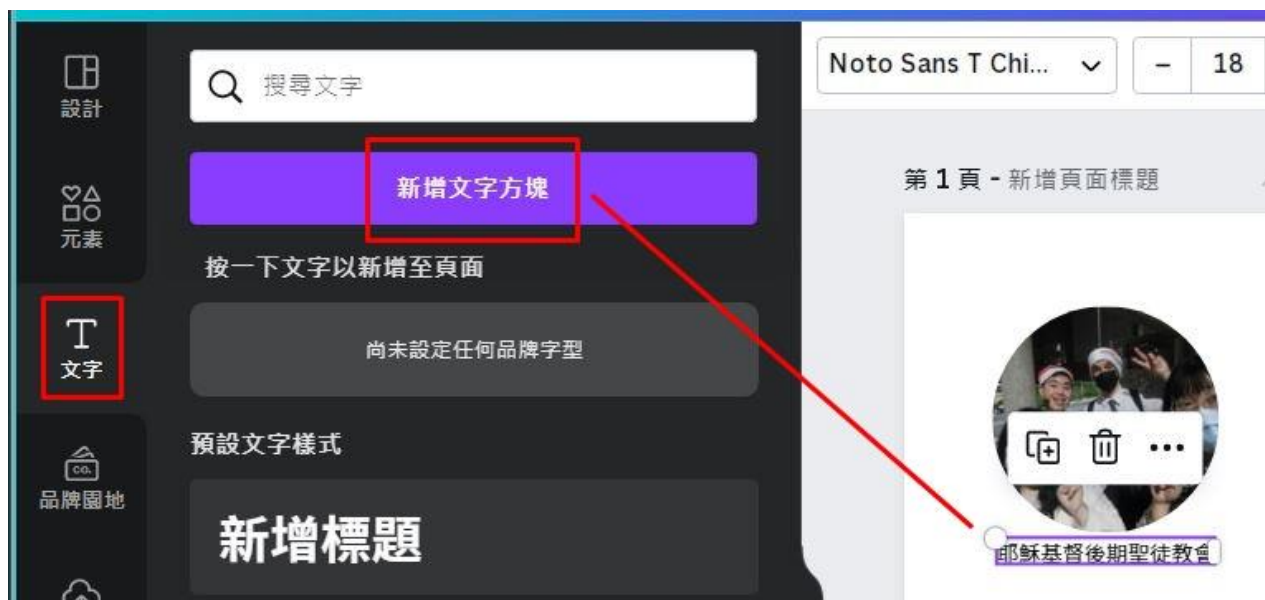 設計
元素
文字
品牌園地
CO.
搜尋文字
新增文字方塊
按一下文字以新增至頁面
尚未設定任何品牌字型
預設文字樣式
新增標題
Noto Sans T Chi...
– 18
第 1 頁 - 新增頁面標題
耶穌基督後期聖徒教會